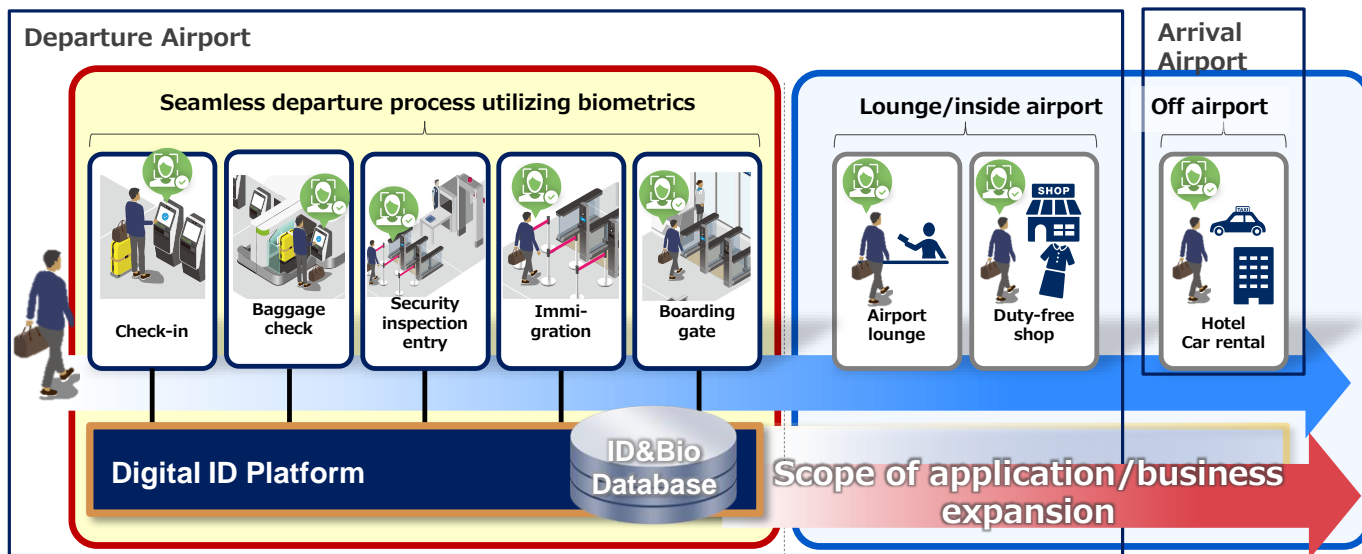 Departure Airport
Arrival
Airport
Seamless departure process utilizing biometrics
Lounge/inside airport
Off airport
Check-in
Baggage
check
Security
inspection
entry
Immi-
gration
Boarding
gate
Airport
lounge
SHOP
Duty-free
shop
TAXI
Hotel
Car rental
Digital ID Platform
ID&Bio
Database
Scope of application/business
expansion